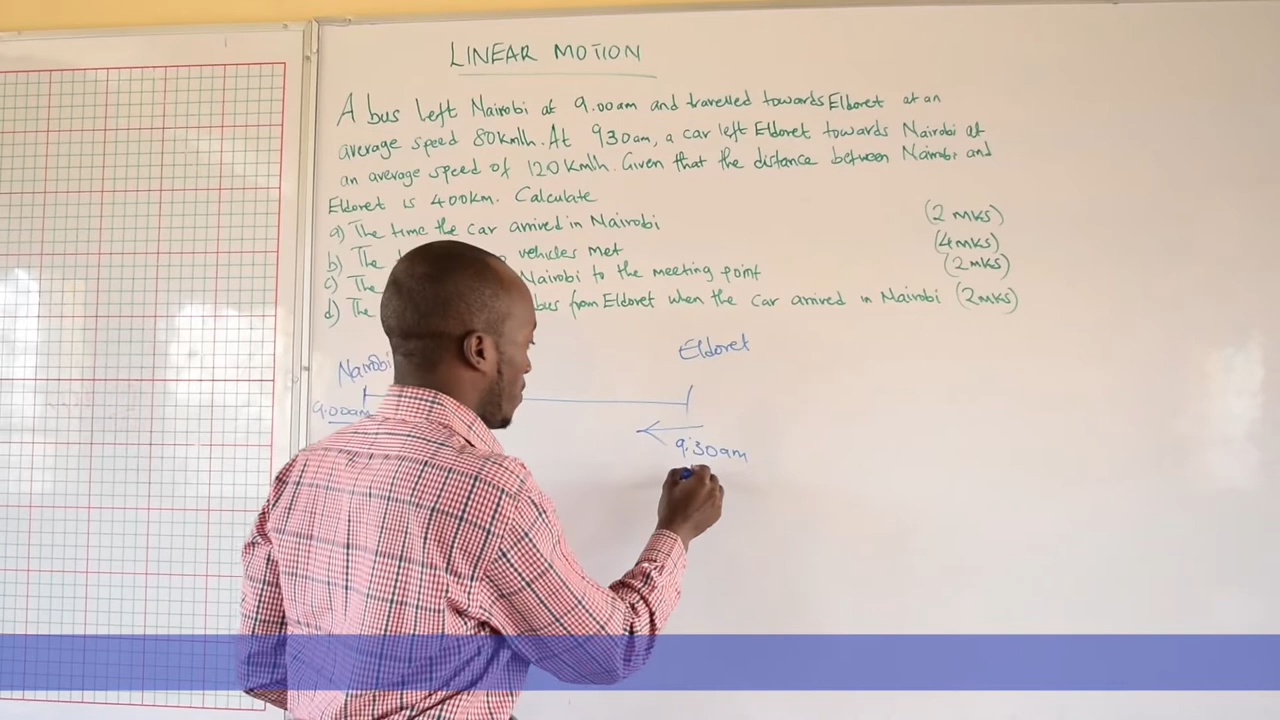 LINEAR MOTION
A bus left Nairobi at 9.00am and travelled towards Eldoret at an
average speed 80km/h. At 930am, a car left Eldoret towards Nairobi at
an average speed of 120km/h. Given that the distance between Nairobi and
Eldoret is 400km. Calculate
a) The time the car arrived in Nairobi (2mks)
b) The vehicles met (4mks)
c) The Nairobi to the meeting point (2mks)
d) The bus from Eldoret when the car arrived in Nairobi (2mks)
Nairobi Eldoret
9.00am
9:30am